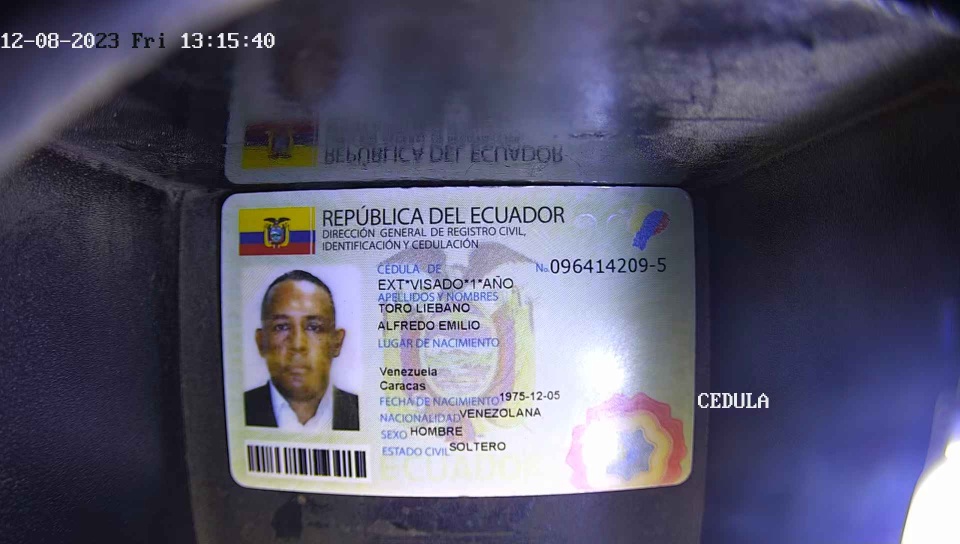 12-08-2023 Fri 13:15:40
REPÚBLICA DEL ECUADOR
REPÚBLICA DEL ECUADOR
DIRECCIÓN GENERAL DE REGISTRO CIVIL,
IDENTIFICACIÓN Y CEDULACIÓN
CÉDULA DE No. 096414209-5
EXT*VISADO*1*AÑO
APELLIDOS Y NOMBRES
TORO LIEBANO
ALFREDO EMILIO
LUGAR DE NACIMIENTO
Venezuela
Caracas
FECHA DE NACIMIENTO 1975-12-05
CEDULA
NACIONALIDAD VENEZOLANA
SEXO HOMBRE
ESTADO CIVIL SOLTERO
ECUADOR